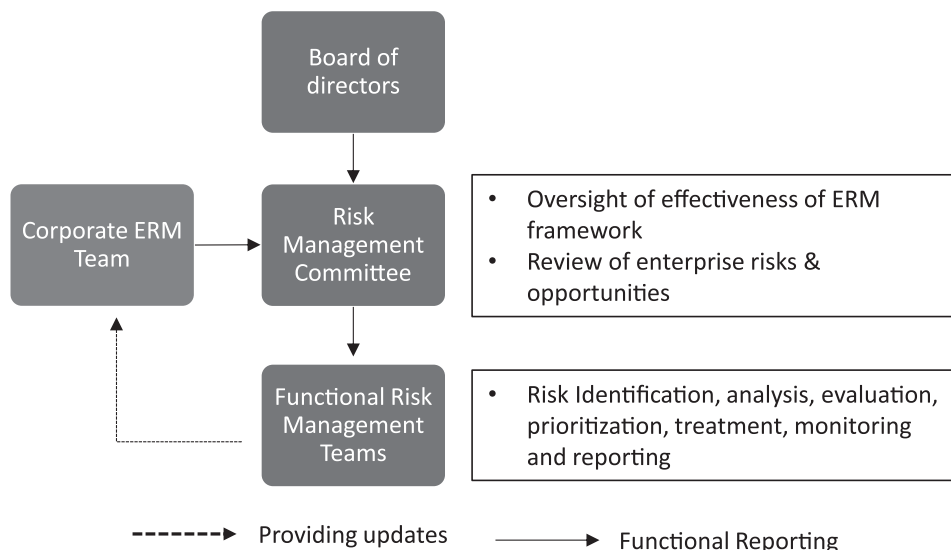 Board of
directors
Corporate ERM
Team
Risk
Management
Committee
• Oversight of effectiveness of ERM
framework
• Review of enterprise risks &
opportunities
Functional Risk
Management
Teams
• Risk Identification, analysis, evaluation,
prioritization, treatment, monitoring
and reporting
Providing updates
Functional Reporting